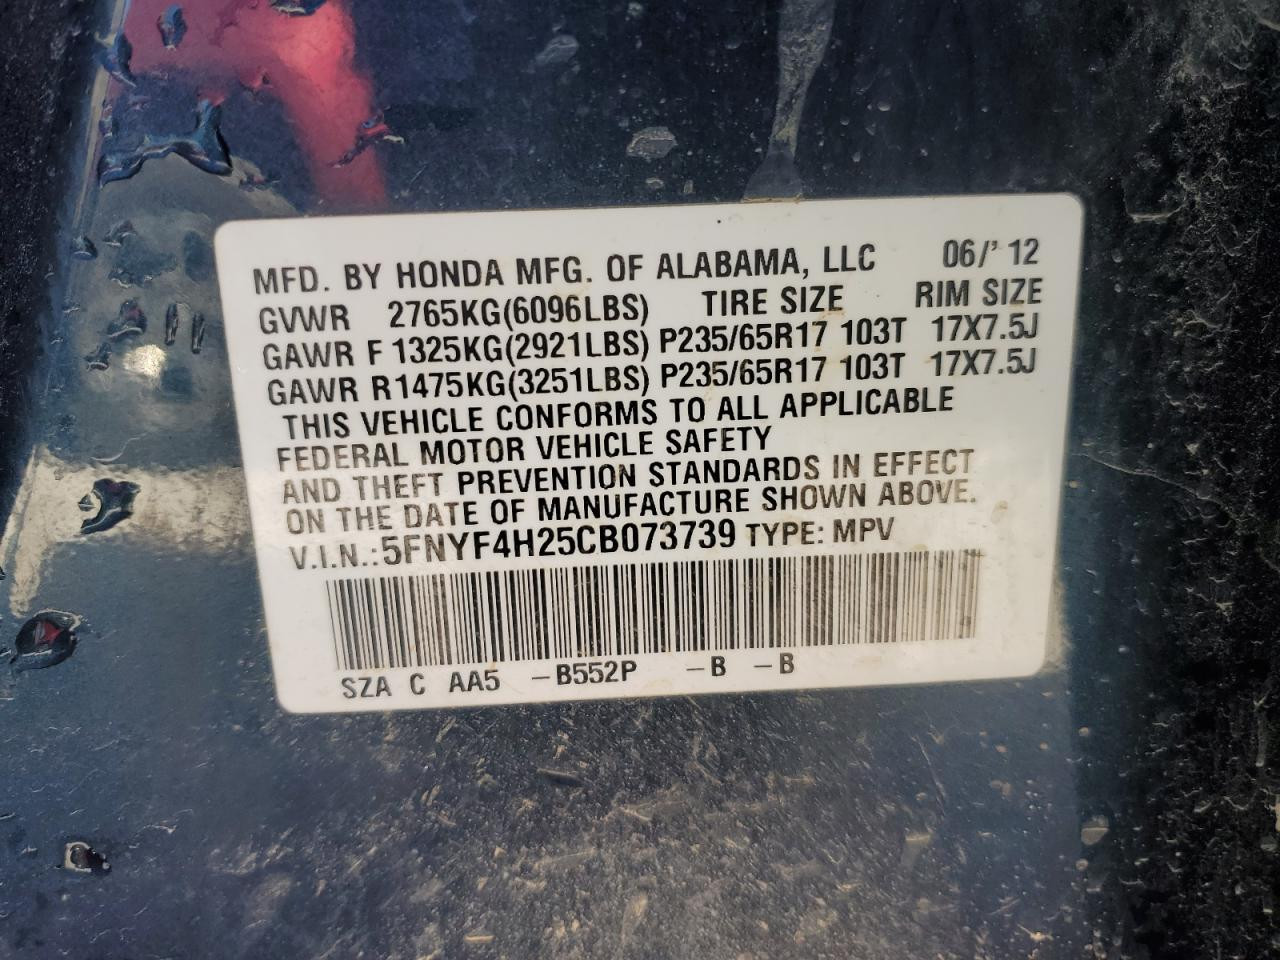 MFD. BY HONDA MFG. OF ALABAMA, LLC 06/' 12
GVWR 2765KG(6096LBS) TIRE SIZE RIM SIZE
GAWR F 1325KG(2921LBS) P235/65R17 103T 17X7.5J
GAWR R1475KG(3251LBS) P235/65R17 103T 17X7.5J
THIS VEHICLE CONFORMS TO ALL APPLICABLE
FEDERAL MOTOR VEHICLE SAFETY
AND THEFT PREVENTION STANDARDS IN EFFECT
ON THE DATE OF MANUFACTURE SHOWN ABOVE.
V.I.N.:5FNYF4H25CB073739 TYPE: MPV
SZA C AA5 –B552P –B –B